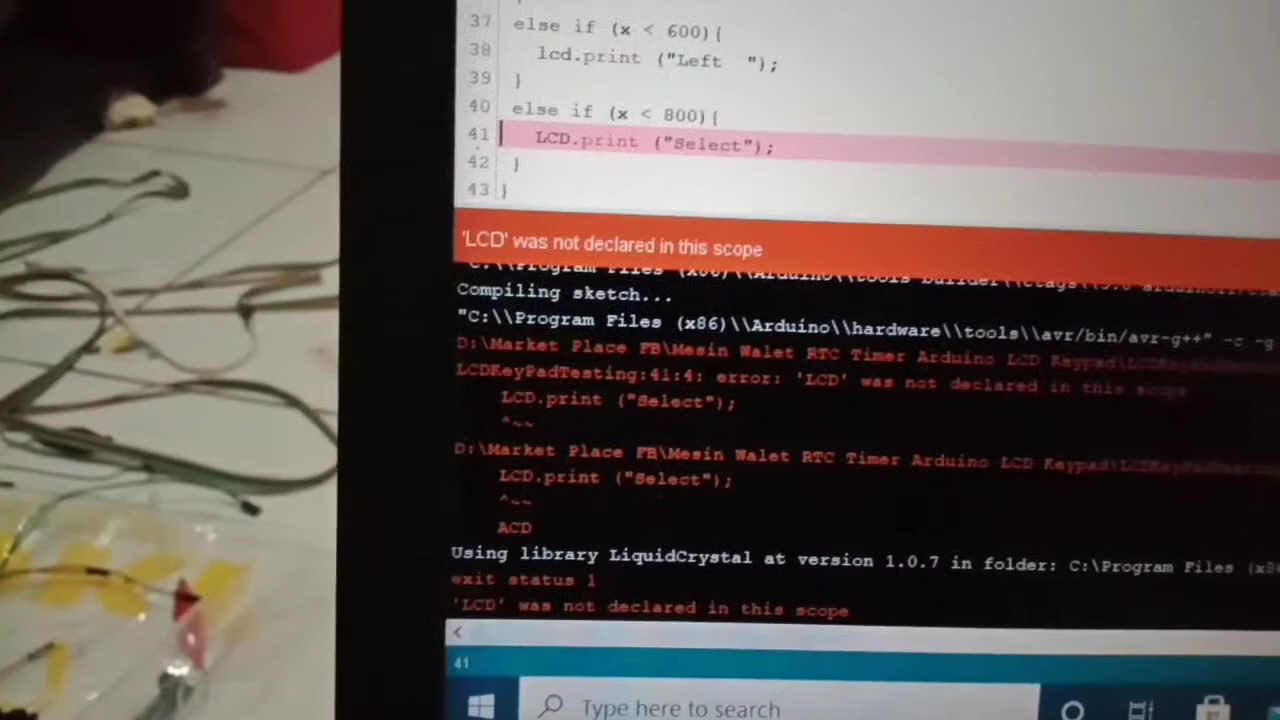 37 else if (x < 600){
38 lcd.print ("Left ");
39 }
40 else if (x < 800){
41 LCD.print ("Select");
42 }
43 }
'LCD' was not declared in this scope
Compiling sketch...
"C:\\Program Files (x86)\\Arduino\\hardware\\tools\\avr/bin/avr-g++" -c -g
D:\Market Place FB\Mesin Walet RTC Timer Arduino LCD Keypad\
LCDKeyPadTesting:41:4: error: 'LCD' was not declared in this scope
LCD.print ("Select");
^~~
D:\Market Place FB\Mesin Walet RTC Timer Arduino LCD Keypad\
LCD.print ("Select");
^~~
ACD
Using library LiquidCrystal at version 1.0.7 in folder: C:\Program Files
exit status 1
'LCD' was not declared in this scope
41
Type here to search